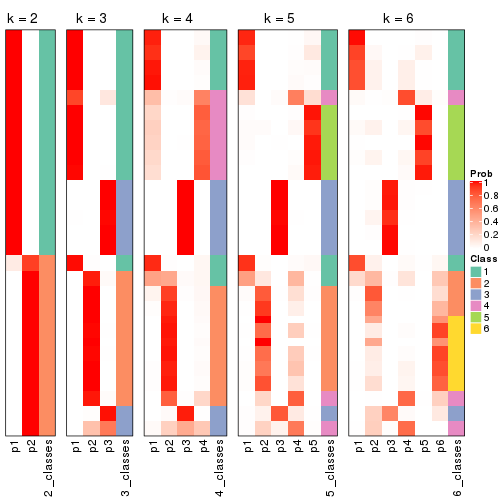 k = 2
k = 3
k = 4
k = 5
k = 6
Prob
1
0.8
0.6
0.4
0.2
0
Class
1
2
3
4
5
6
p1
p2
2_classes
p1
p2
p3
3_classes
p1
p2
p3
p4
4_classes
p1
p2
p3
p4
p5
5_classes
p1
p2
p3
p4
p5
p6
6_classes